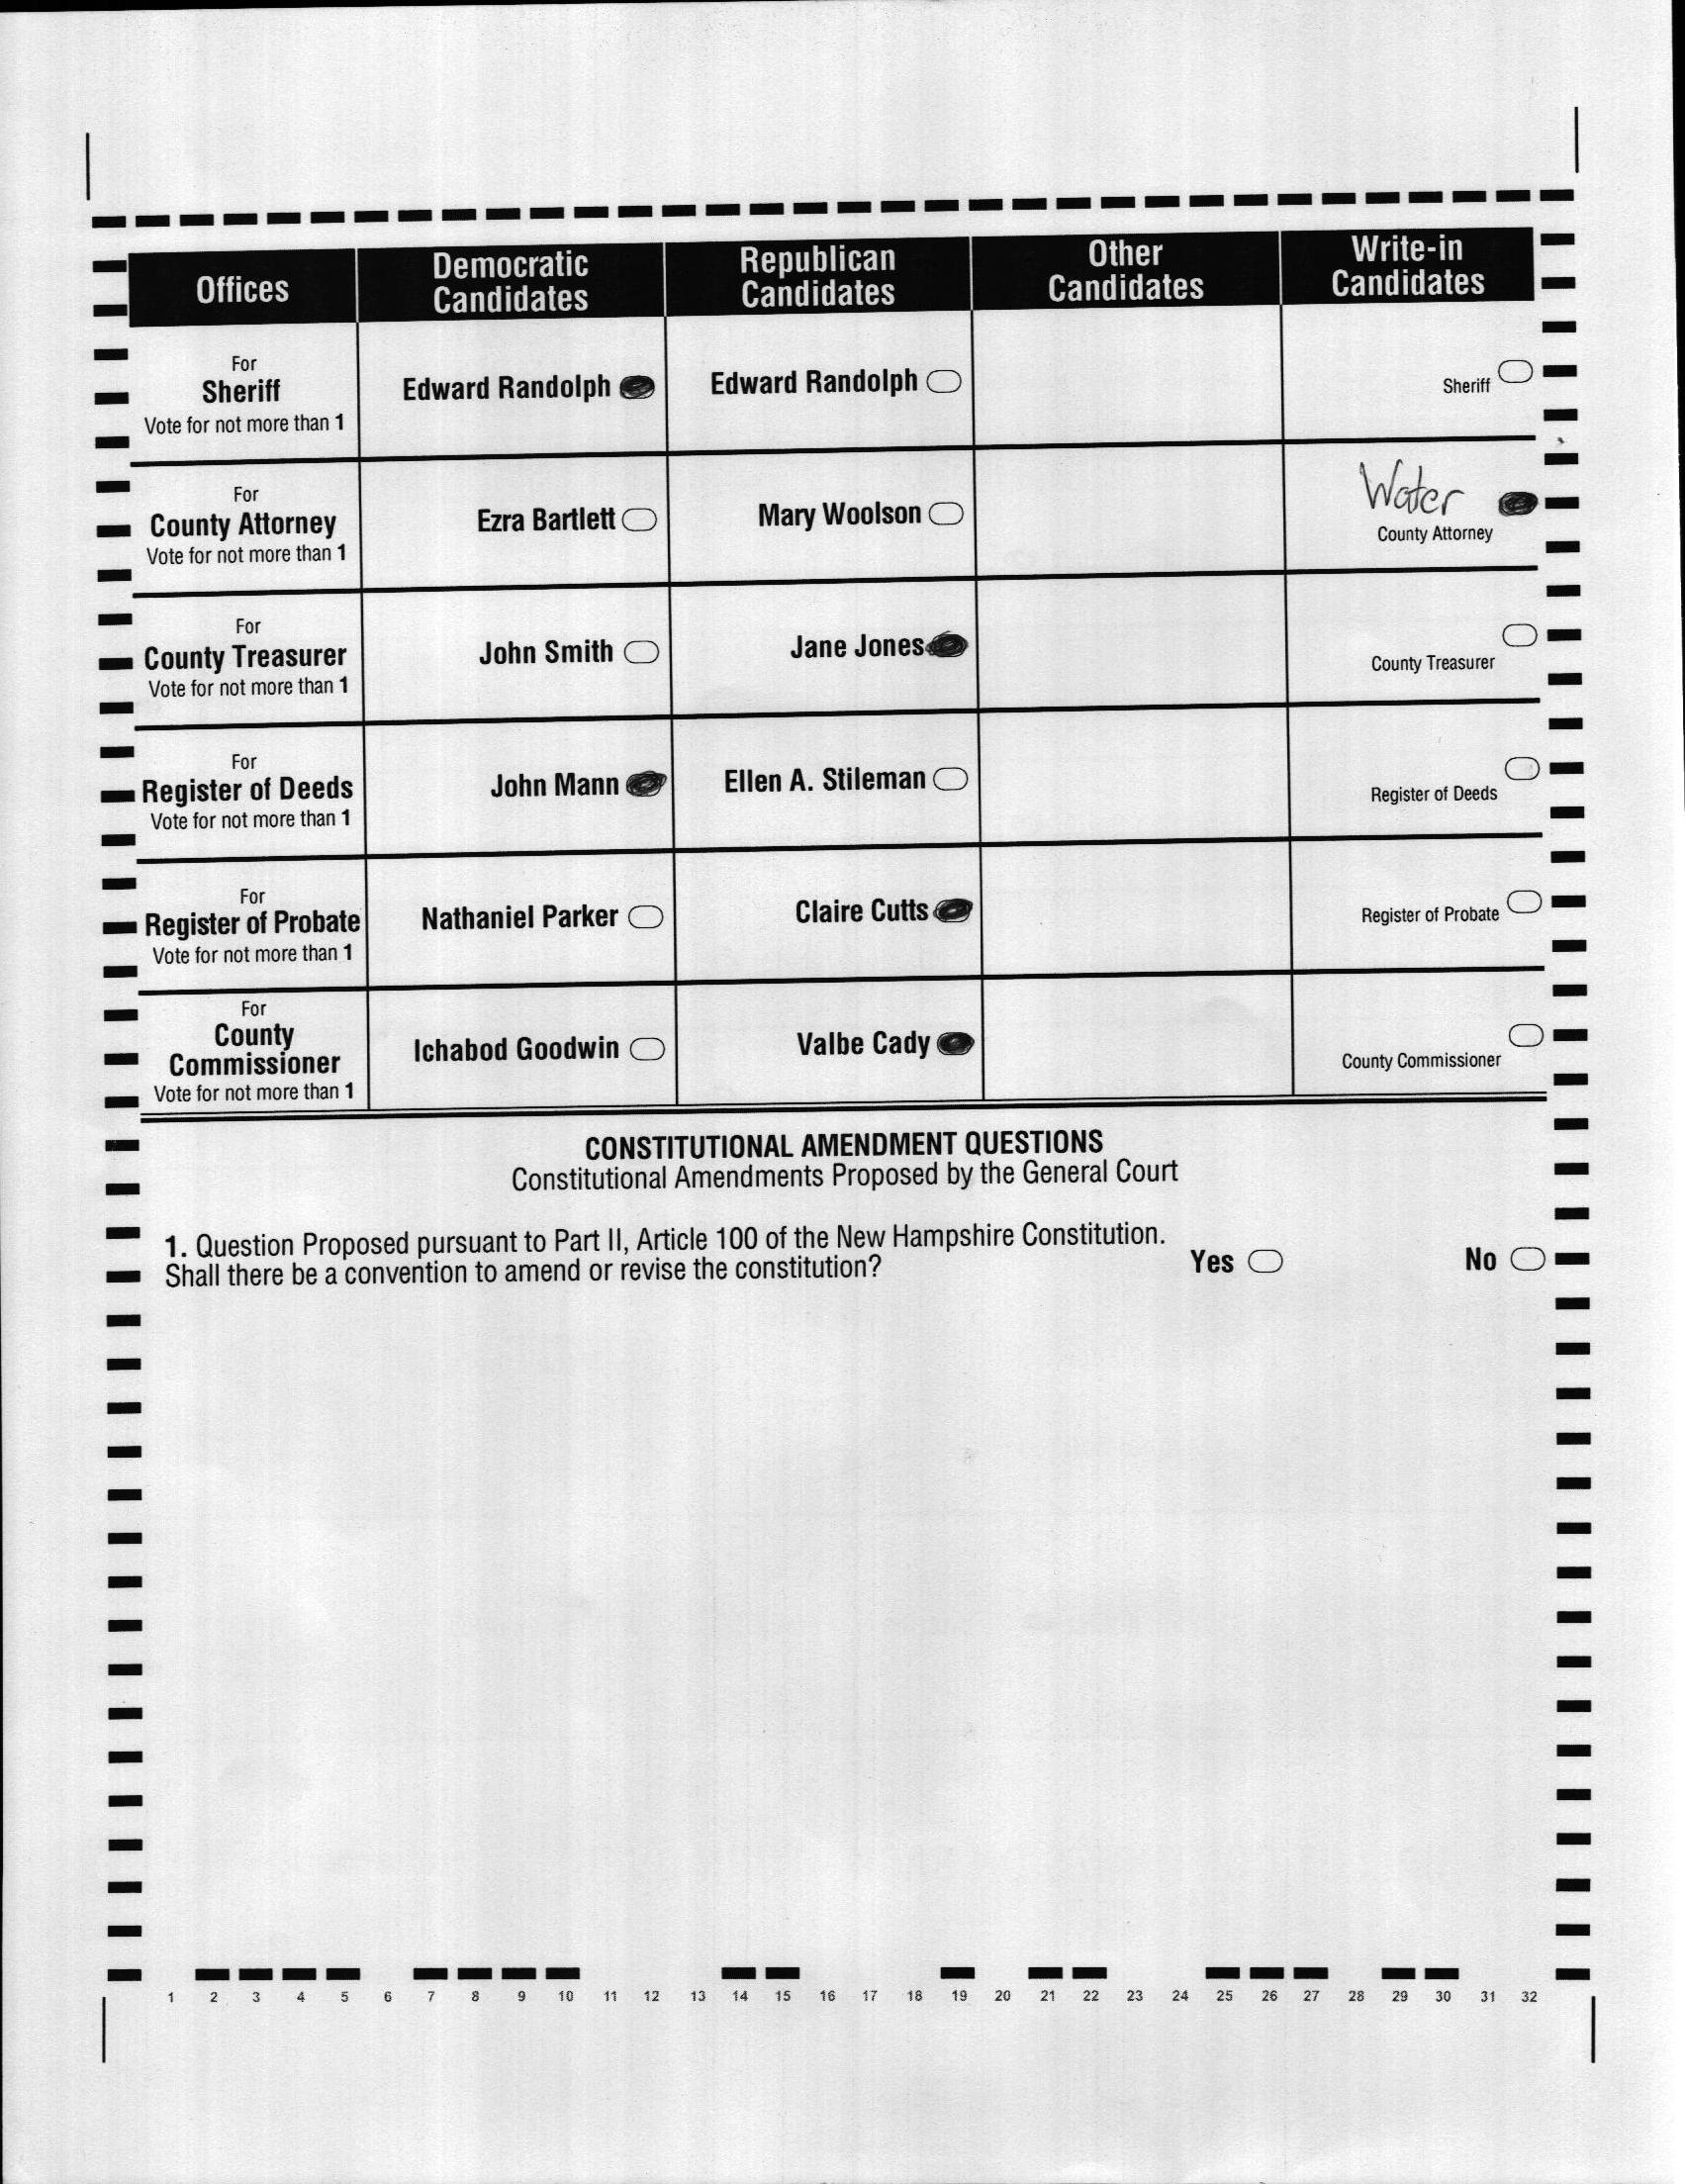 Offices
Democratic Candidates
Republican Candidates
Other Candidates
Write-in Candidates
For
Sheriff
Vote for not more than 1
Edward Randolph
Edward Randolph
Sheriff
For
County Attorney
Vote for not more than 1
Ezra Bartlett
Mary Woolson
Water
County Attorney
For
County Treasurer
Vote for not more than 1
John Smith
Jane Jones
County Treasurer
For
Register of Deeds
Vote for not more than 1
John Mann
Ellen A. Stileman
Register of Deeds
For
Register of Probate
Vote for not more than 1
Nathaniel Parker
Claire Cutts
Register of Probate
For
County
Commissioner
Vote for not more than 1
Ichabod Goodwin
Valbe Cady
County Commissioner
CONSTITUTIONAL AMENDMENT QUESTIONS
Constitutional Amendments Proposed by the General Court
1. Question Proposed pursuant to Part II, Article 100 of the New Hampshire Constitution.
Shall there be a convention to amend or revise the constitution?
Yes
No
1 2 3 4 5 6 7 8 9 10 11 12 13 14 15 16 17 18 19 20 21 22 23 24 25 26 27 28 29 30 31 32